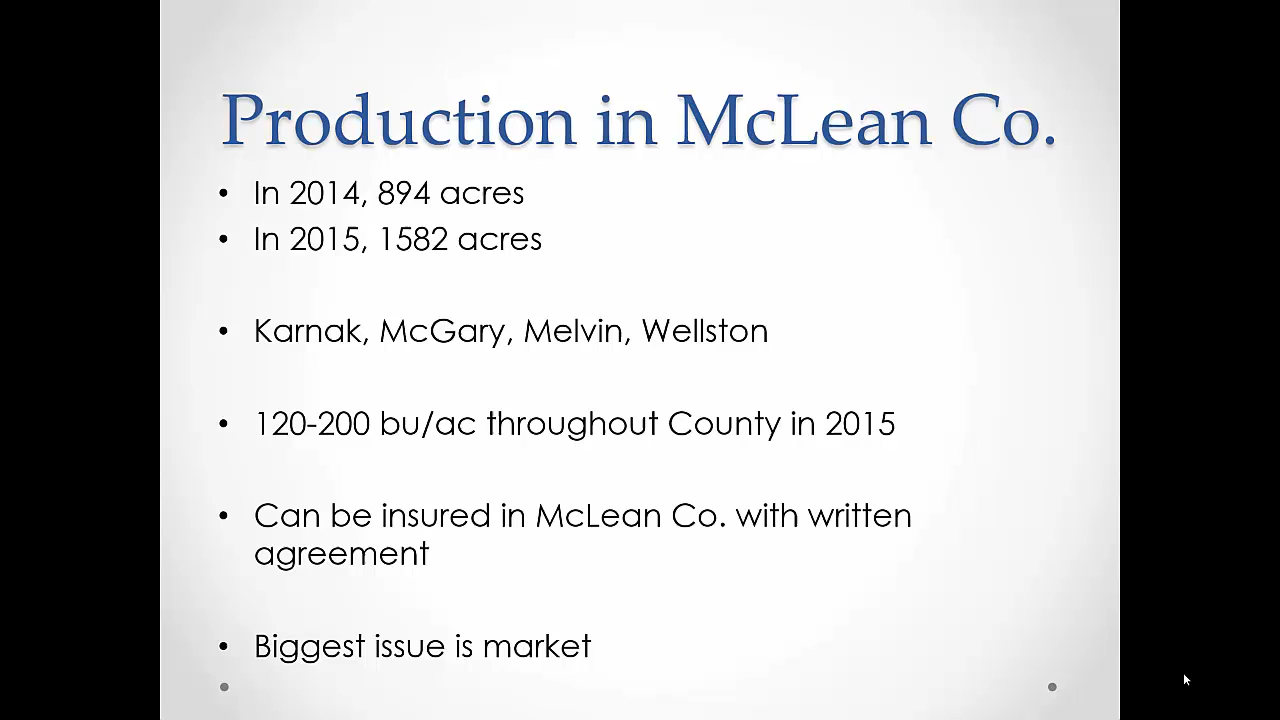 Production in McLean Co.
• In 2014, 894 acres
• In 2015, 1582 acres
• Karnak, McGary, Melvin, Wellston
• 120-200 bu/ac throughout County in 2015
• Can be insured in McLean Co. with written
agreement
• Biggest issue is market